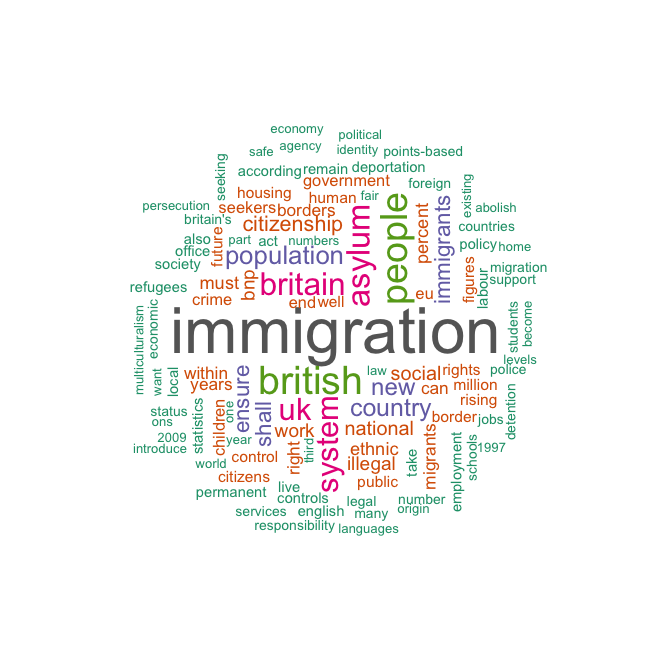 economy
political
safe
agency
identity
points-based
seeking
according
remain
deportation
government
foreign
existing
persecution
housing
human
fair
abolish
britain's
seekers
borders
citizenship
asylum
people
percent
immigrants
countries
also
future
part
act
numbers
policy
home
office
population
society
migration
refugees
must
bnp
britain
eu
figures
labour
support
crime
end
well
multiculturalism
economic
immigration
students
become
within
british
law
social
rights
levels
police
want
local
years
ensure
new
can
million
country
rising
status
shall
uk
system
border
jobs
detention
ons
2009
statistics
children
one
work
national
introduce
year
third
ethnic
migrants
employment
schools
1997
world
control
right
illegal
take
citizens
public
permanent
live
controls
legal
number
services
english
many
origin
responsibility
languages